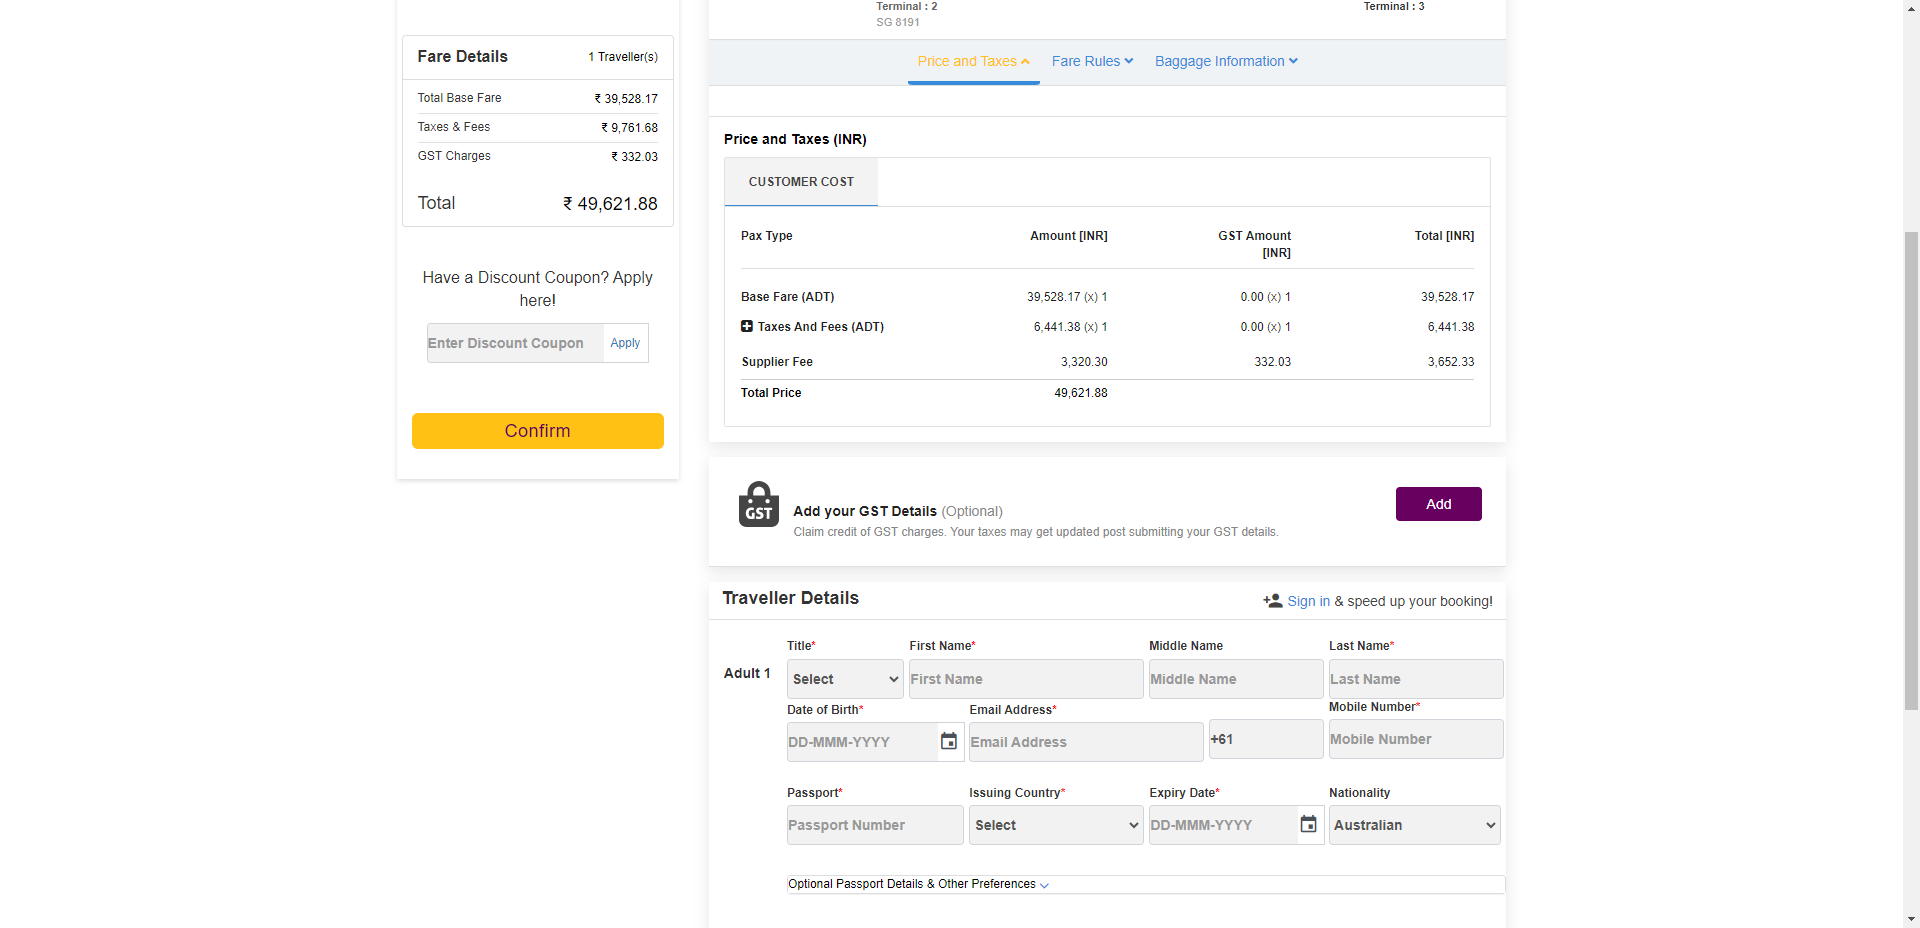 Terminal : 2
SG 8191
Terminal : 3
Fare Details
1 Traveller(s)
Total Base Fare
₹ 39,528.17
Taxes & Fees
₹ 9,761.68
GST Charges
₹ 332.03
Total
₹ 49,621.88
Have a Discount Coupon? Apply
here!
Enter Discount Coupon
Apply
Confirm
Price and Taxes
Fare Rules
Baggage Information
Price and Taxes (INR)
CUSTOMER COST
Pax Type
Amount [INR]
GST Amount
[INR]
Total [INR]
Base Fare (ADT)
39,528.17 (x) 1
0.00 (x) 1
39,528.17
Taxes And Fees (ADT)
6,441.38 (x) 1
0.00 (x) 1
6,441.38
Supplier Fee
3,320.30
332.03
3,652.33
Total Price
49,621.88
GST
Add your GST Details (Optional)
Claim credit of GST charges. Your taxes may get updated post submitting your GST details.
Add
Traveller Details
Sign in & speed up your booking!
Adult 1
Title*
First Name*
Middle Name
Last Name*
Select
First Name
Middle Name
Last Name
Date of Birth*
Email Address*
Mobile Number*
DD-MMM-YYYY
Email Address
+61
Mobile Number
Passport*
Issuing Country*
Expiry Date*
Nationality
Passport Number
Select
DD-MMM-YYYY
Australian
Optional Passport Details & Other Preferences